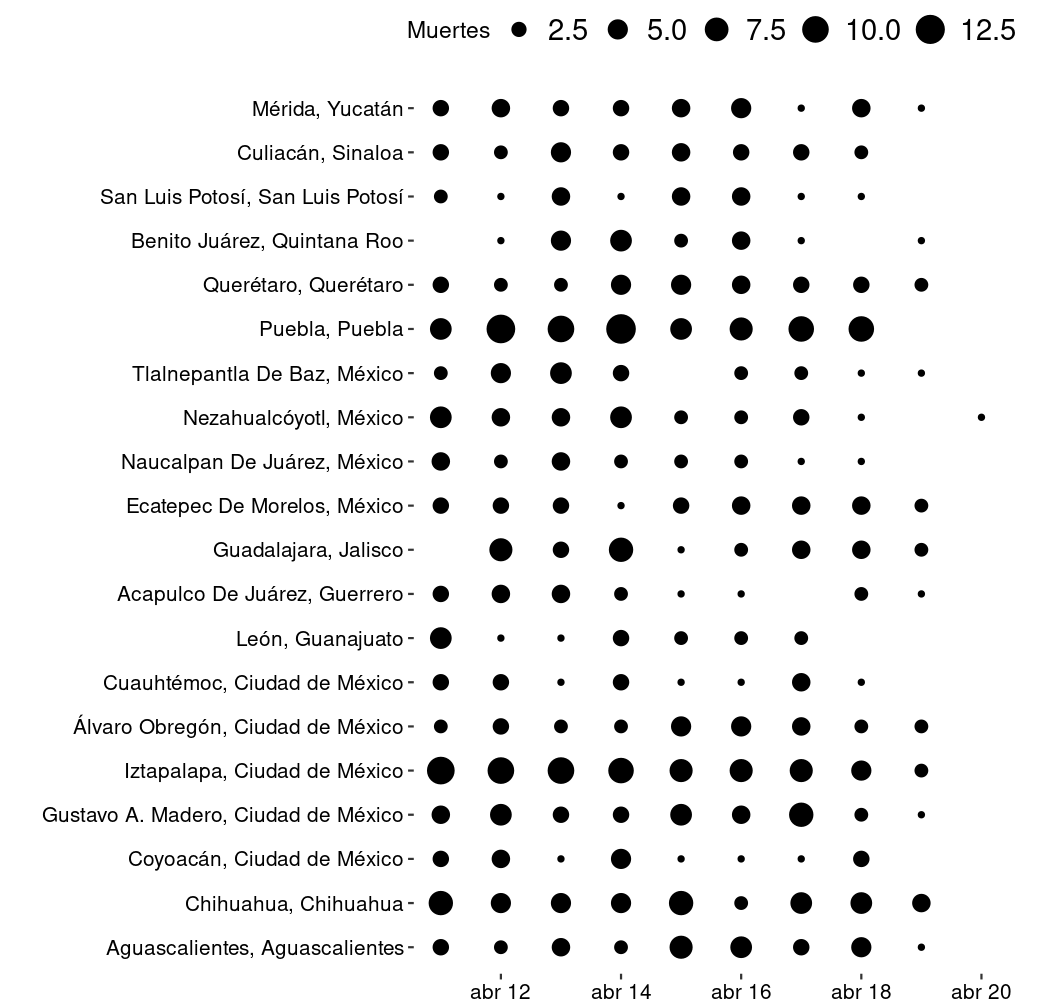 Muertes 2.5 5.0 7.5 10.0 12.5
Mérida, Yucatán
Culiacán, Sinaloa
San Luis Potosí, San Luis Potosí
Benito Juárez, Quintana Roo
Querétaro, Querétaro
Puebla, Puebla
Tlalnepantla De Baz, México
Nezahualcóyotl, México
Naucalpan De Juárez, México
Ecatepec De Morelos, México
Guadalajara, Jalisco
Acapulco De Juárez, Guerrero
León, Guanajuato
Cuauhtémoc, Ciudad de México
Álvaro Obregón, Ciudad de México
Iztapalapa, Ciudad de México
Gustavo A. Madero, Ciudad de México
Coyoacán, Ciudad de México
Chihuahua, Chihuahua
Aguascalientes, Aguascalientes
abr 12 abr 14 abr 16 abr 18 abr 20